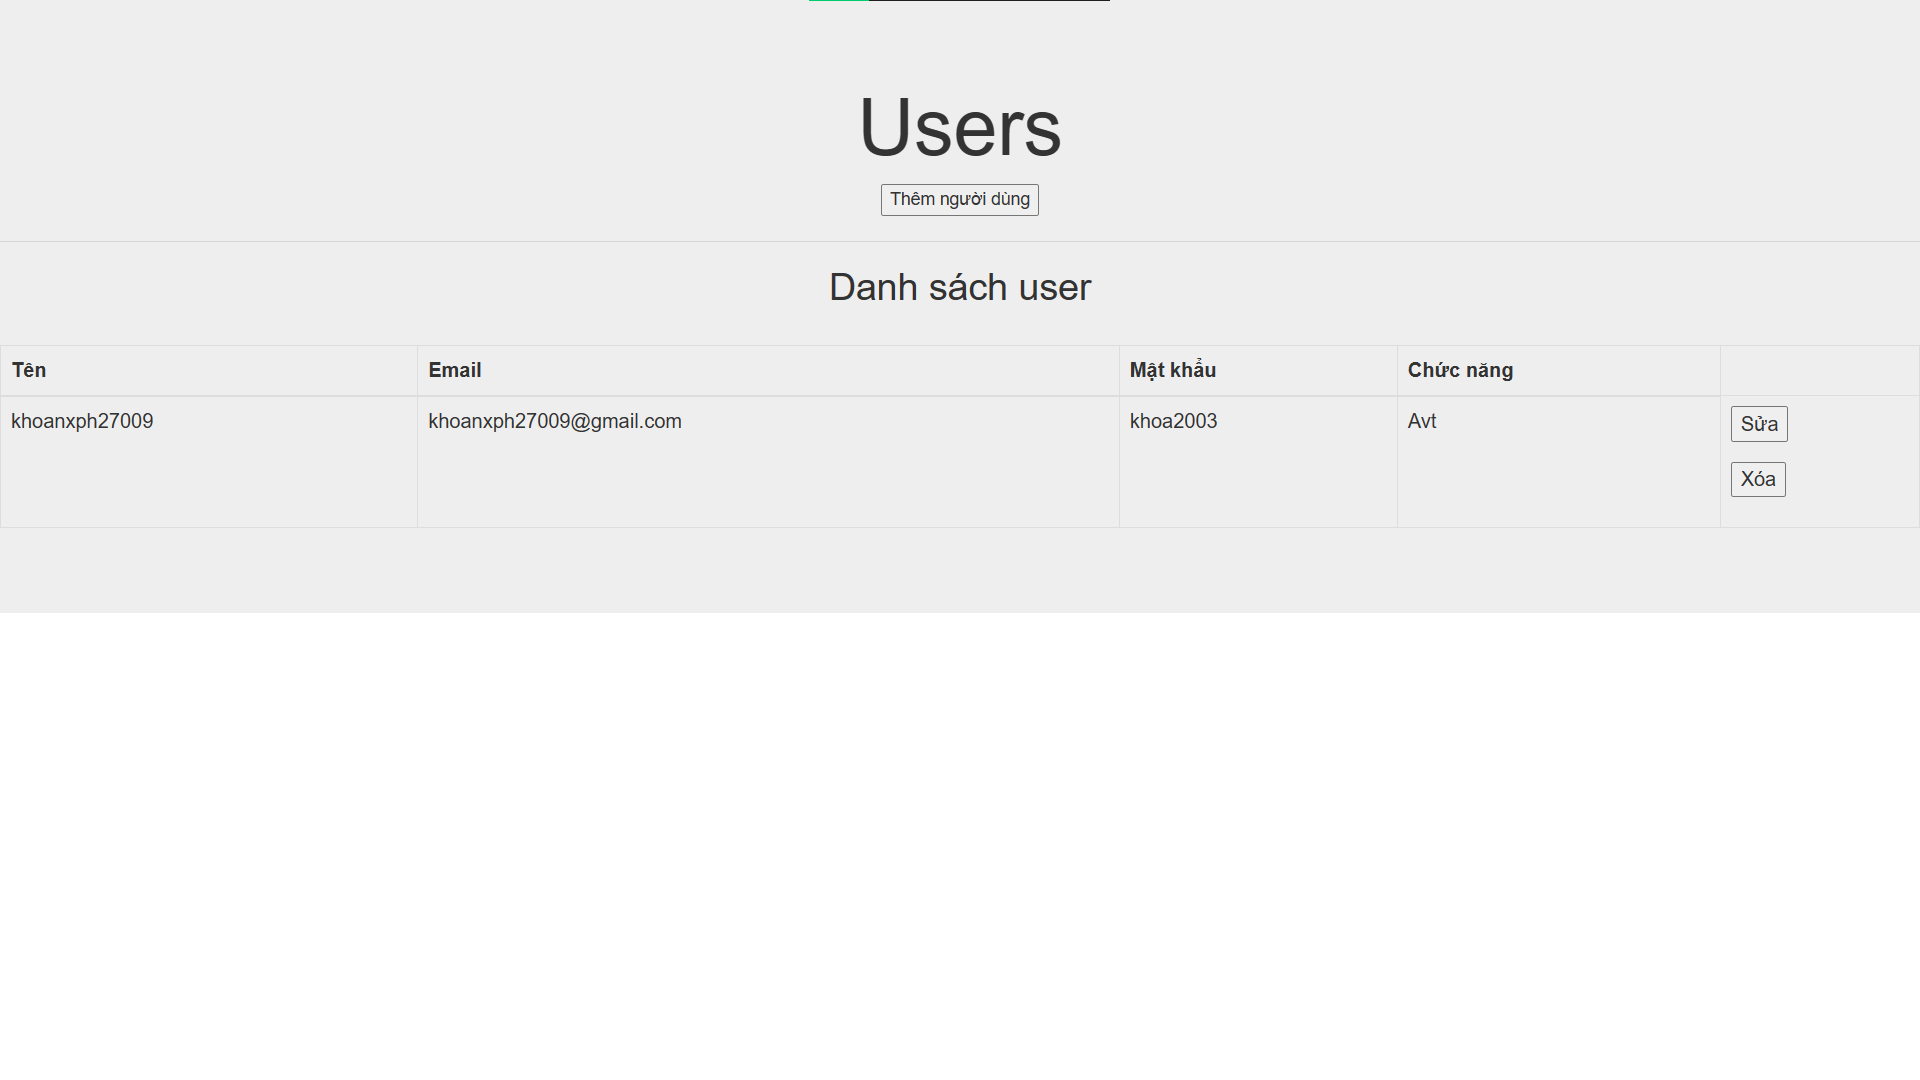 Users
Thêm người dùng
Danh sách user
Tên Email Mật khẩu Chức năng
khoanxph27009 khoanxph27009@gmail.com khoa2003 Avt Sửa
Xóa